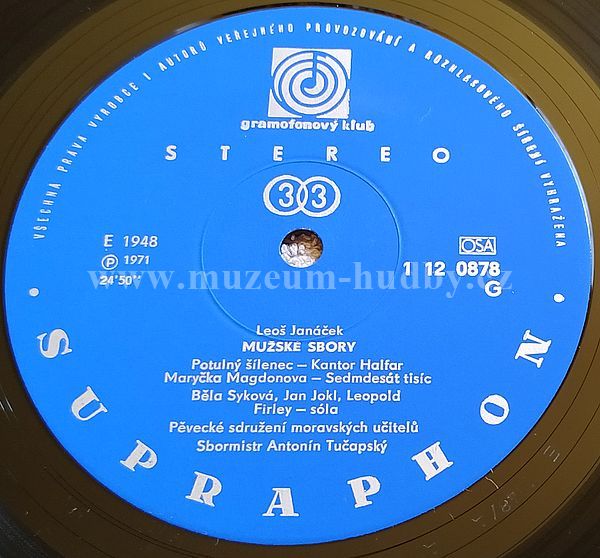 VŠECHNA PRÁVA VÝROBCE I AUTORŮ VEŘEJNÉHO PROVOZOVÁNÍ A ROZHLASOVÉHO ŠÍŘENÍ VYHRAŽENA
gramofonový klub
STEREO
33
E 1948
Ⓟ 1971
24'50"
OSA
1 12 0878
G
www.muzeum-hudby.cz
Leoš Janáček
MUŽSKÉ SBORY
Potulný šílenec – Kantor Halfar
Maryčka Magdonova – Sedmdesát tisíc
Běla Syková, Jan Jokl, Leopold
Firley – sóla
Pěvecké sdružení moravských učitelů
Sbormistr Antonín Tučapský
• SUPRAPHON •